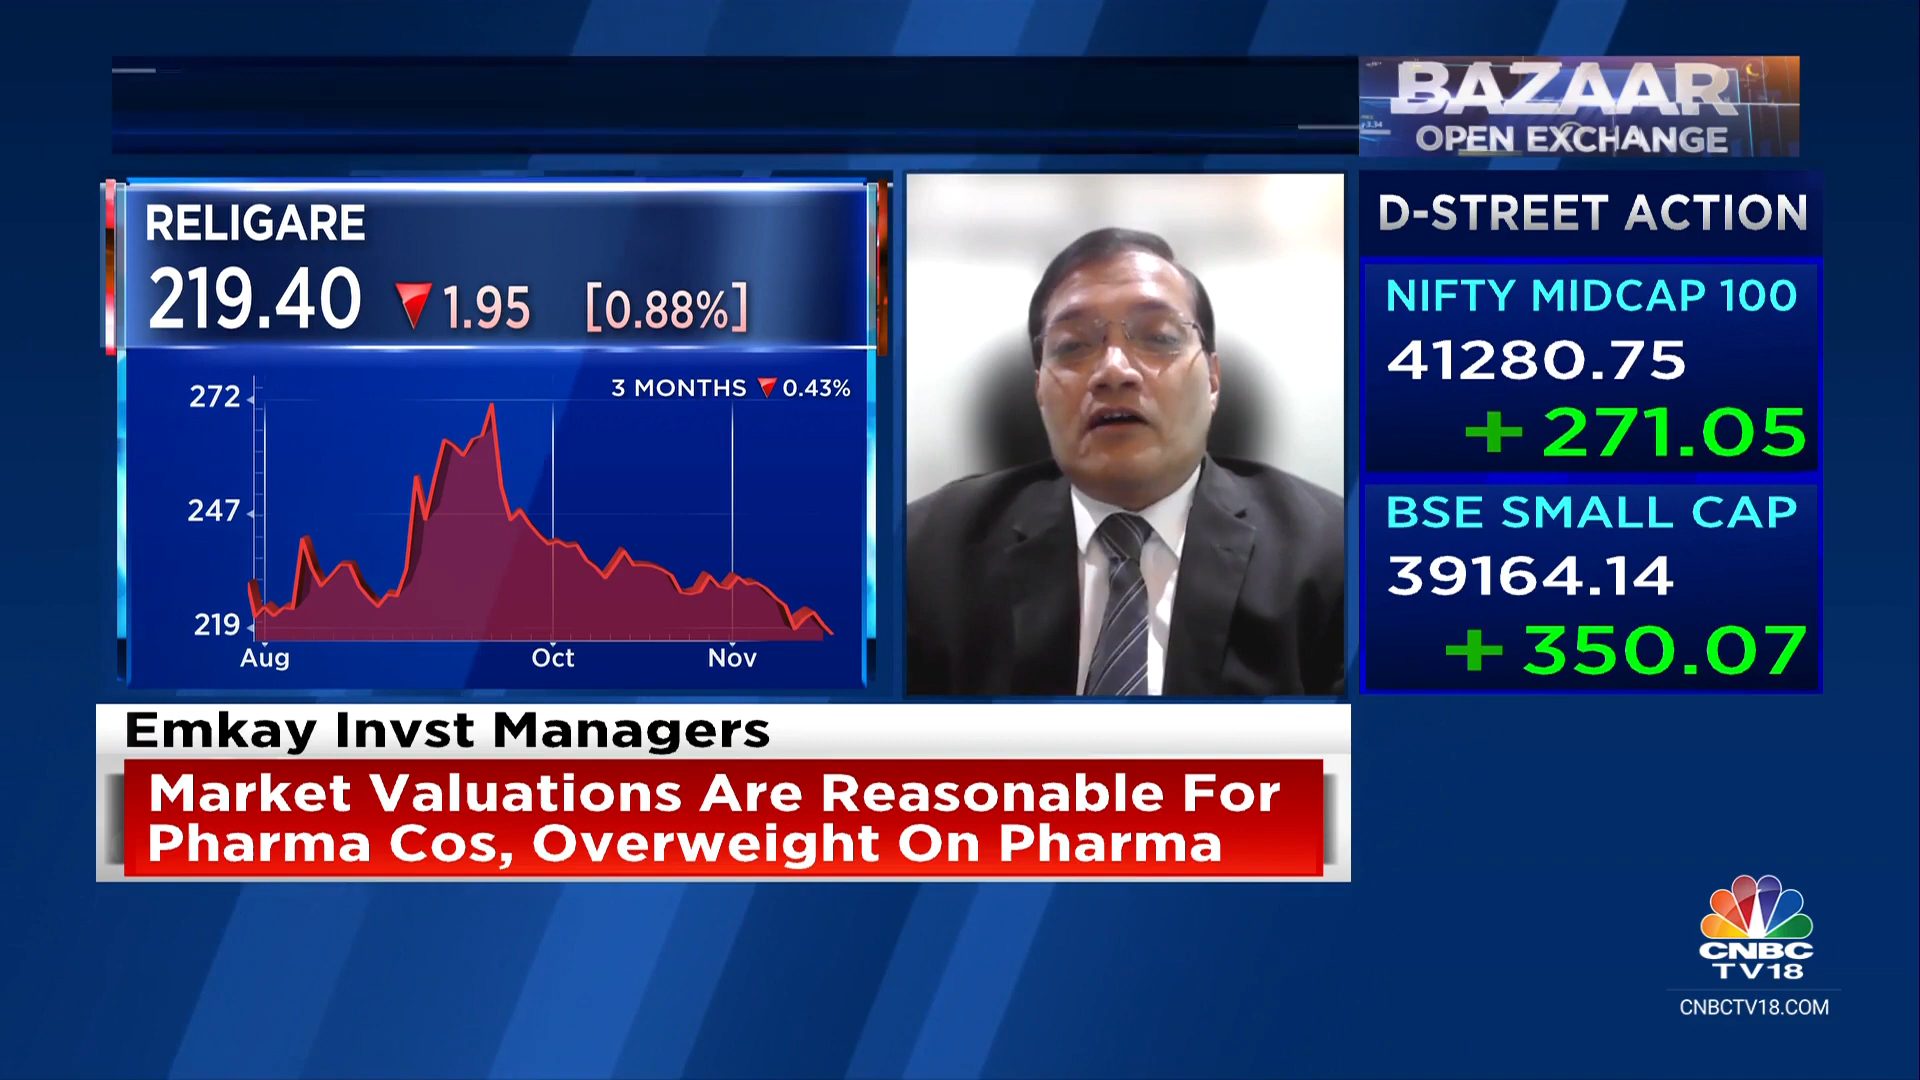 BAZAAR
OPEN EXCHANGE
RELIGARE
219.40 ▼ 1.95 [0.88%]
3 MONTHS ▼ 0.43%
272
247
219
Aug Oct Nov
D-STREET ACTION
NIFTY MIDCAP 100
41280.75
+ 271.05
BSE SMALL CAP
39164.14
+ 350.07
Emkay Invst Managers
Market Valuations Are Reasonable For
Pharma Cos, Overweight On Pharma
CNBC
TV18
CNBCTV18.COM